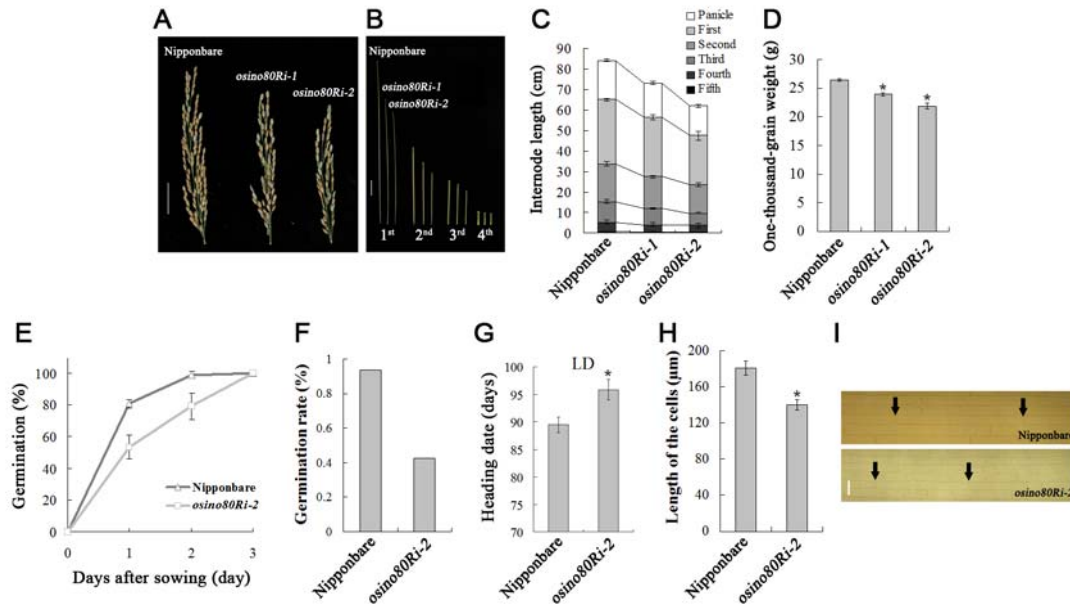 A
Nipponbare
osino80Ri-1
osino80Ri-2
B
Nipponbare
osino80Ri-1
osino80Ri-2
1st 2nd 3rd 4th
C
Panicle
First
Second
Third
Fourth
Fifth
Internode length (cm)
90
80
70
60
50
40
30
20
10
0
Nipponbare
osino80Ri-1
osino80Ri-2
D
One-thousand-grain weight (g)
30
25
20
15
10
5
0
*
*
Nipponbare
osino80Ri-1
osino80Ri-2
E
Germination (%)
100
80
60
40
20
0
Nipponbare
osino80Ri-2
0 1 2 3
Days after sowing (day)
F
Germination rate (%)
1
0.8
0.6
0.4
0.2
0
Nipponbare
osino80Ri-2
G
LD
*
Heading date (days)
100
95
90
85
80
75
70
Nipponbare
osino80Ri-2
H
Length of the cells (μm)
200
160
120
80
40
0
*
Nipponbare
osino80Ri-2
I
Nipponbare
osino80Ri-2